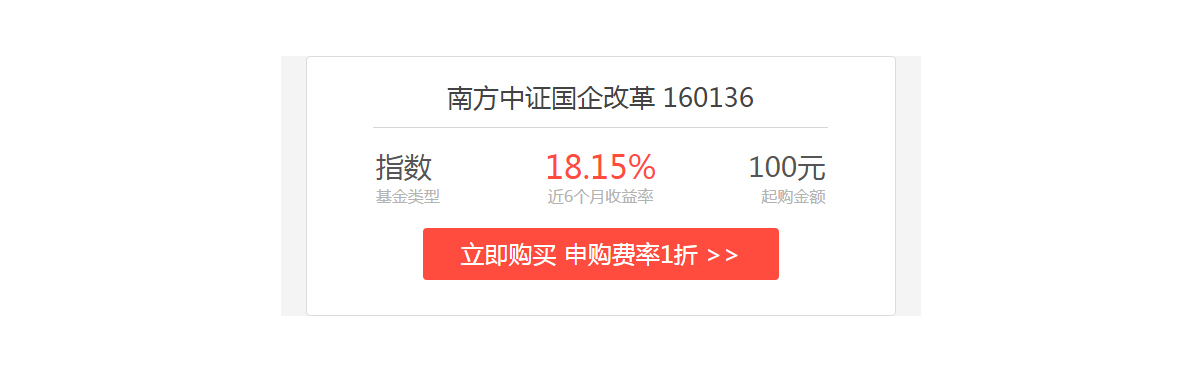 南方中证国企改革 160136
指数 18.15% 100元
基金类型 近6个月收益率 起购金额
立即购买 申购费率1折 >>